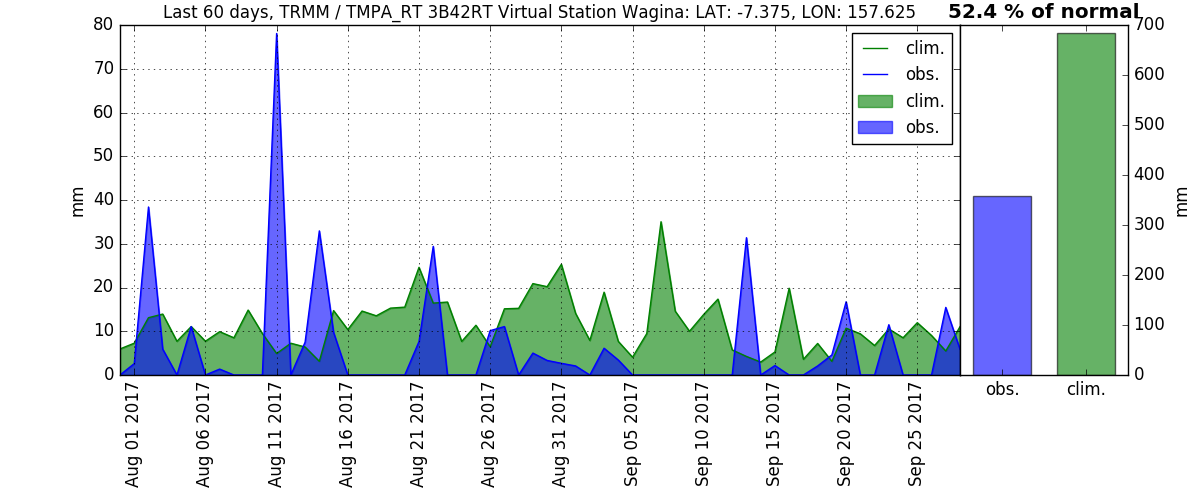 Last 60 days, TRMM / TMPA_RT 3B42RT Virtual Station Wagina: LAT: -7.375, LON: 157.625
52.4 % of normal
80
70
60
50
40
30
20
10
0
mm
clim.
obs.
clim.
obs.
Aug 01 2017
Aug 06 2017
Aug 11 2017
Aug 16 2017
Aug 21 2017
Aug 26 2017
Aug 31 2017
Sep 05 2017
Sep 10 2017
Sep 15 2017
Sep 20 2017
Sep 25 2017
700
600
500
400
300
200
100
0
mm
obs.
clim.